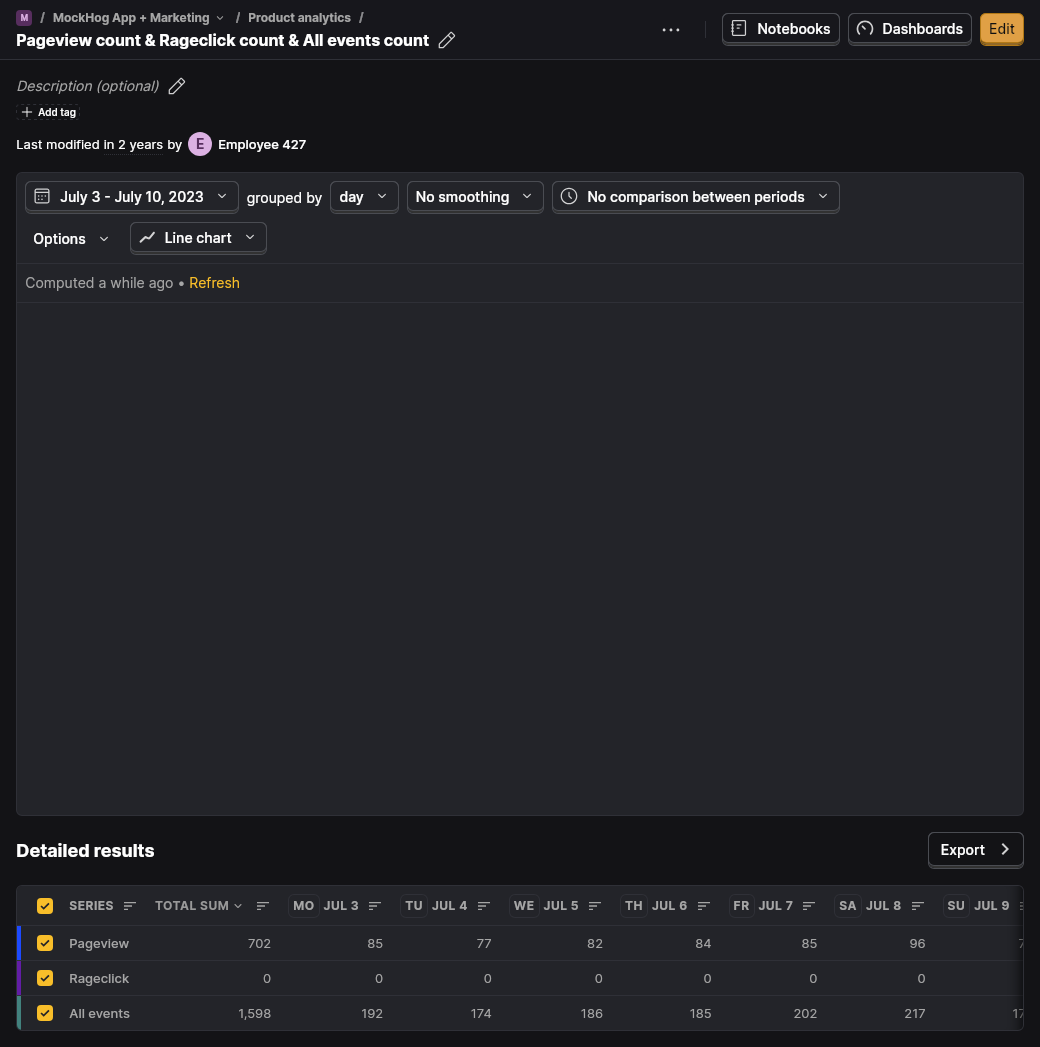 M / MockHog App + Marketing / Product analytics /
Pageview count & Rageclick count & All events count
Notebooks
Dashboards
Edit
Description (optional)
Add tag
Last modified in 2 years by E Employee 427
July 3 - July 10, 2023 grouped by day No smoothing No comparison between periods
Options Line chart
Computed a while ago • Refresh
Detailed results
Export
SERIES TOTAL SUM MO JUL 3 TU JUL 4 WE JUL 5 TH JUL 6 FR JUL 7 SA JUL 8 SU JUL 9
Pageview 702 85 77 82 84 85 96
Rageclick 0 0 0 0 0 0 0
All events 1,598 192 174 186 185 202 217